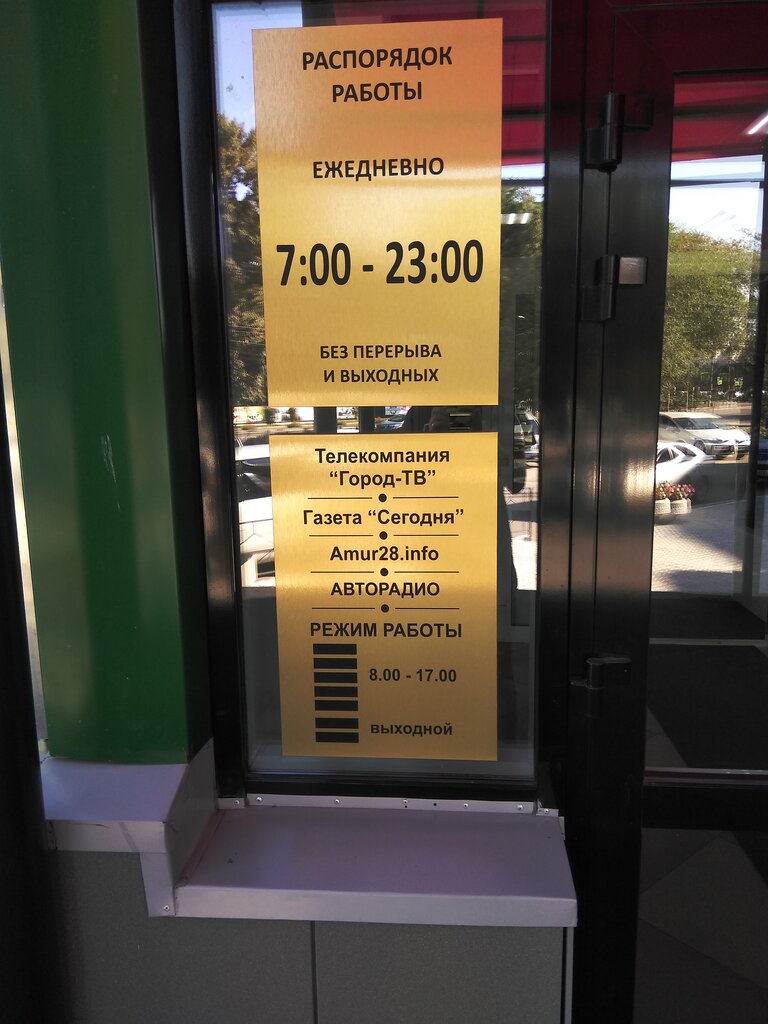 РАСПОРЯДОК
РАБОТЫ
ЕЖЕДНЕВНО
7:00 - 23:00
БЕЗ ПЕРЕРЫВА
И ВЫХОДНЫХ
Телекомпания
“Город-ТВ”
Газета “Сегодня”
Amur28.info
АВТОРАДИО
РЕЖИМ РАБОТЫ
8.00 - 17.00
ВЫХОДНОЙ